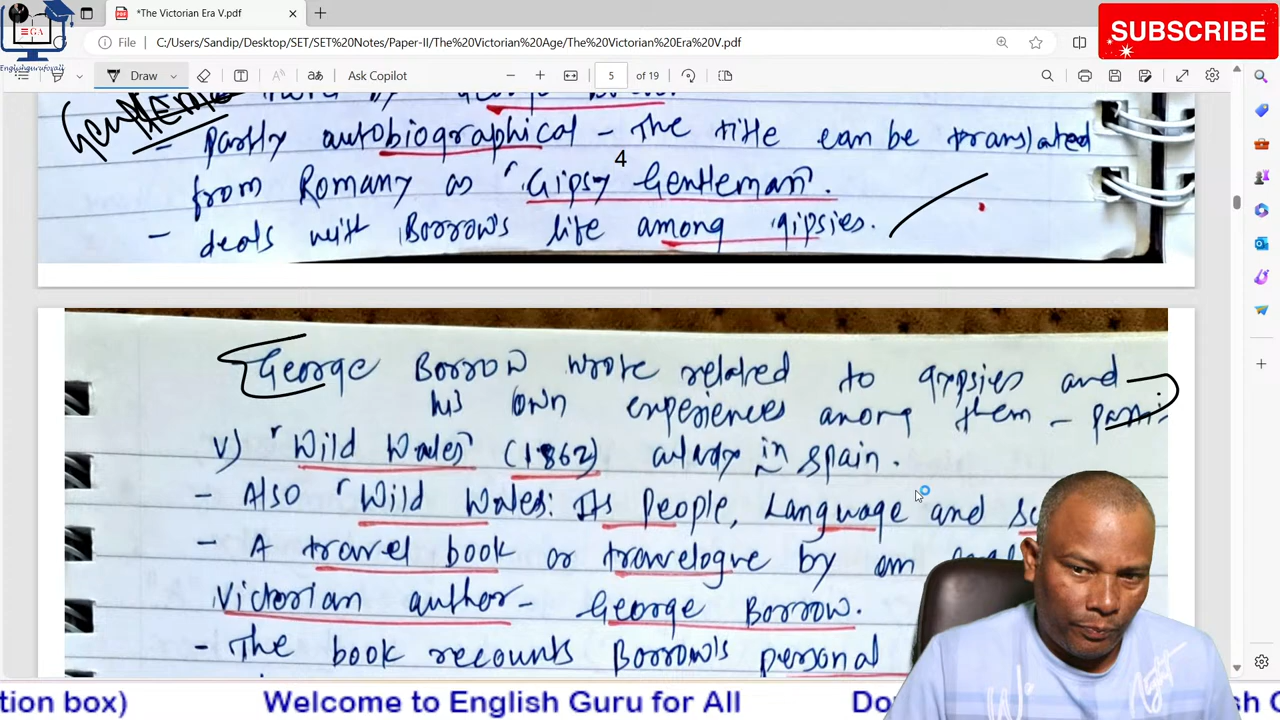 *The Victorian Era V.pdf
SUBSCRIBE
EGA
Englishguruforall
File
C:/Users/Sandip/Desktop/SET/SET%20Notes/Paper-II/The%20Victorian%20Age/The%20Victorian%20Era%20V.pdf
Draw
Ask Copilot
5 of 19
Partly autobiographical - The title can be translated
4
from Romany as "Gipsy Gentleman".
- deals with Borrow's life among gipsies.
George Borrow wrote related to gypsies and
his own experiences among them -
v) "Wild Wales" (1862) in Spain.
- Also "Wild Wales: Its People, Language and
- A travel book or travelogue by an
Victorian author - George Borrow.
- The book recounts Borrow's personal
tion box) Welcome to English Guru for All